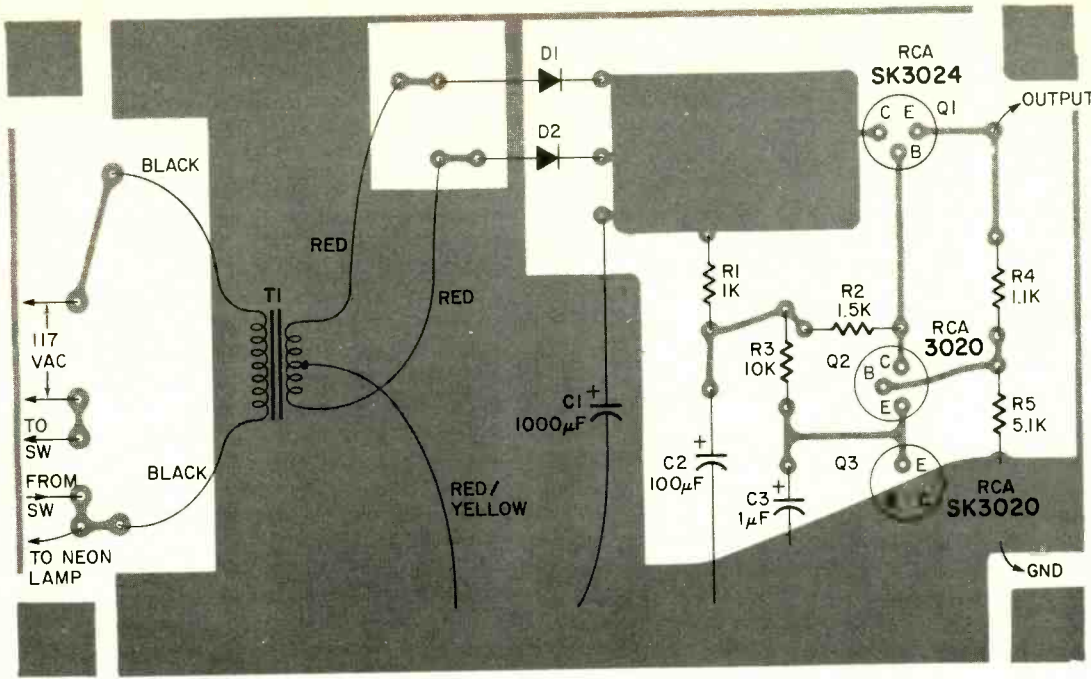 D1
RCA
SK3024
C E Q1
OUTPUT
B
D2
BLACK
RED
RED
T1
117
VAC
R1
1K
R2
1.5K
R4
1.1K
R3
10K
RCA
3020
Q2
C
B
E
TO
SW
C1
+
1000µF
R5
5.1K
BLACK
FROM
SW
RED/
YELLOW
+
C2
100µF
Q3
E
+
C3
1µF
RCA
SK3020
TO NEON
LAMP
GND